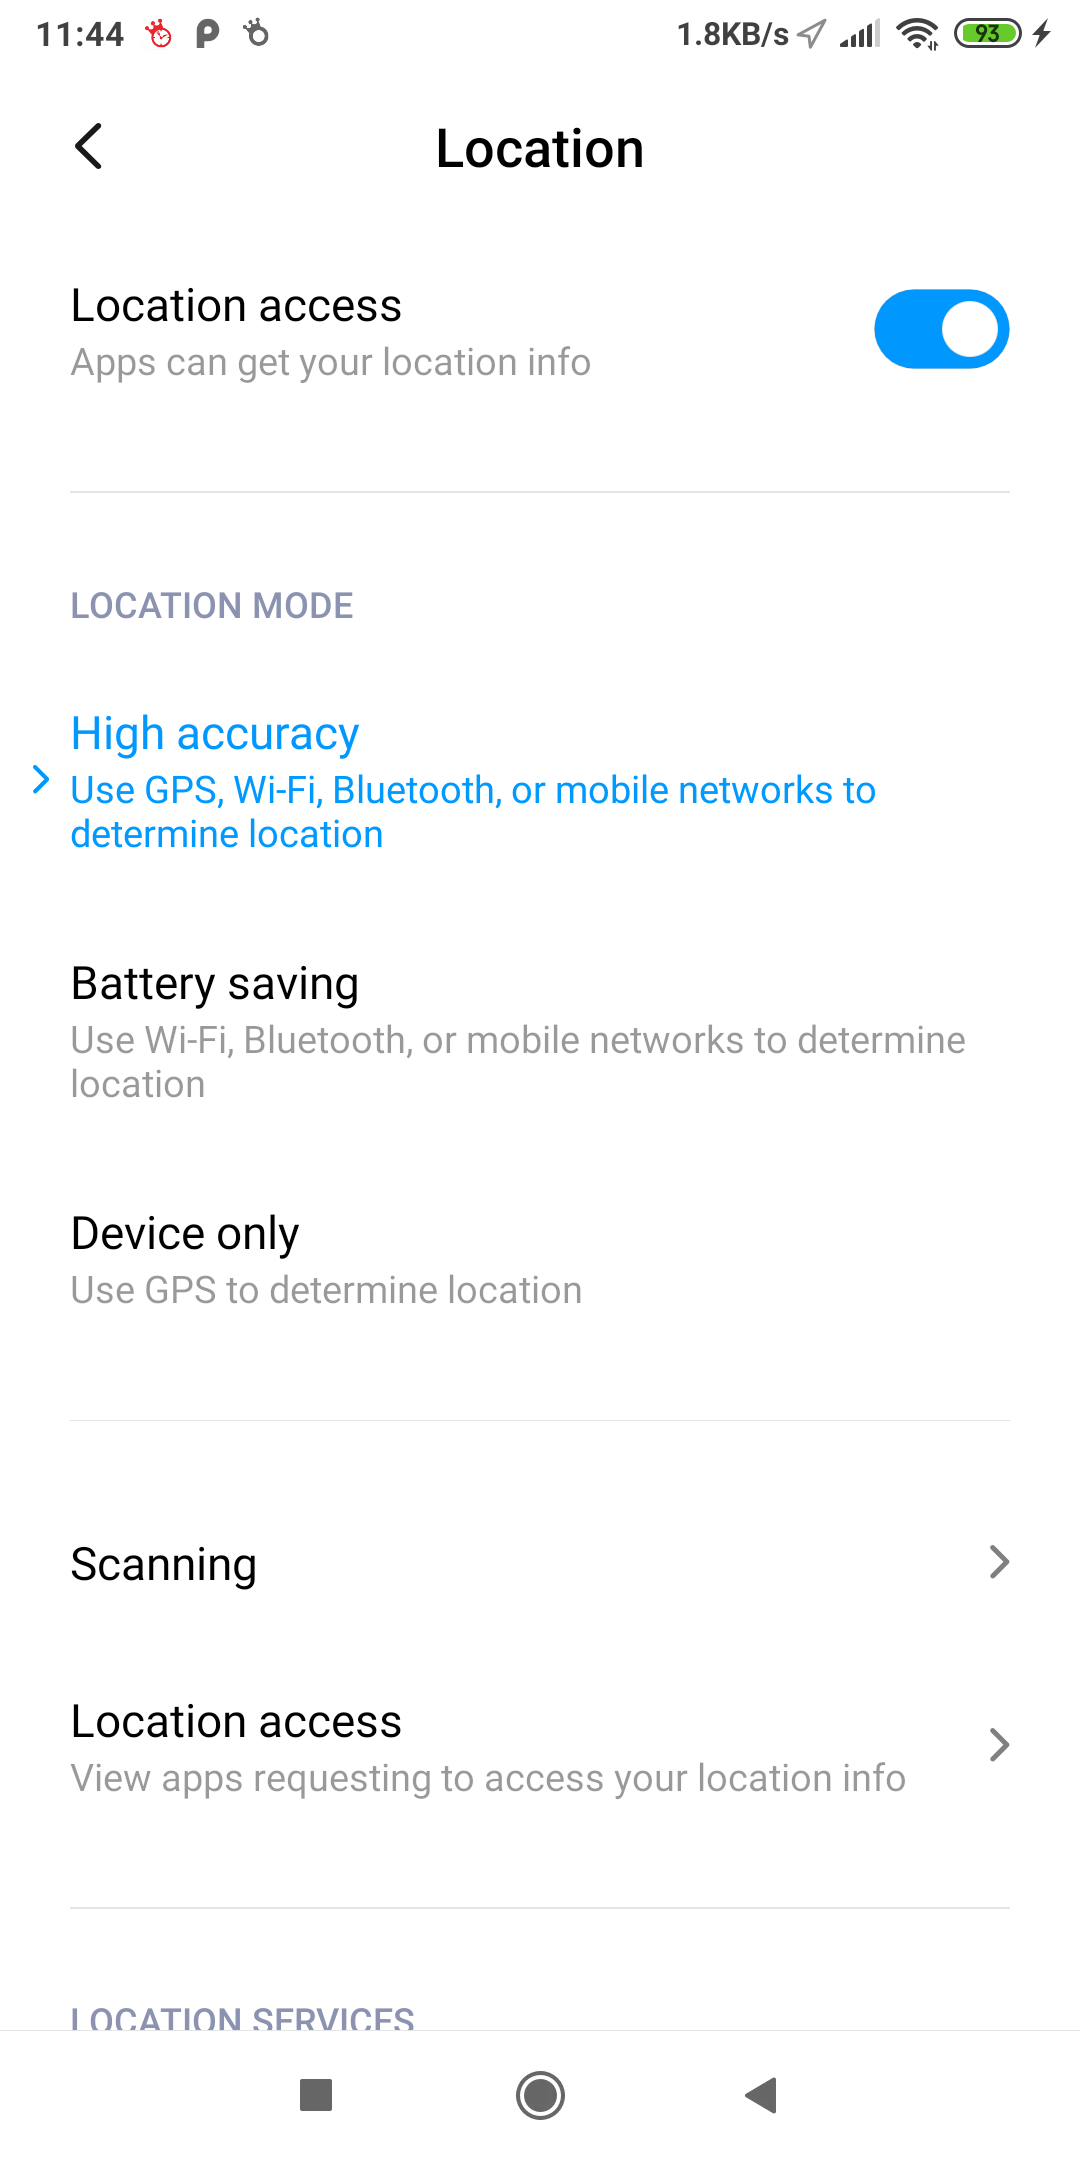 11:44 1.8KB/s 93
Location
Location access
Apps can get your location info
LOCATION MODE
High accuracy
Use GPS, Wi-Fi, Bluetooth, or mobile networks to
determine location
Battery saving
Use Wi-Fi, Bluetooth, or mobile networks to determine
location
Device only
Use GPS to determine location
Scanning
Location access
View apps requesting to access your location info
LOCATION SERVICES